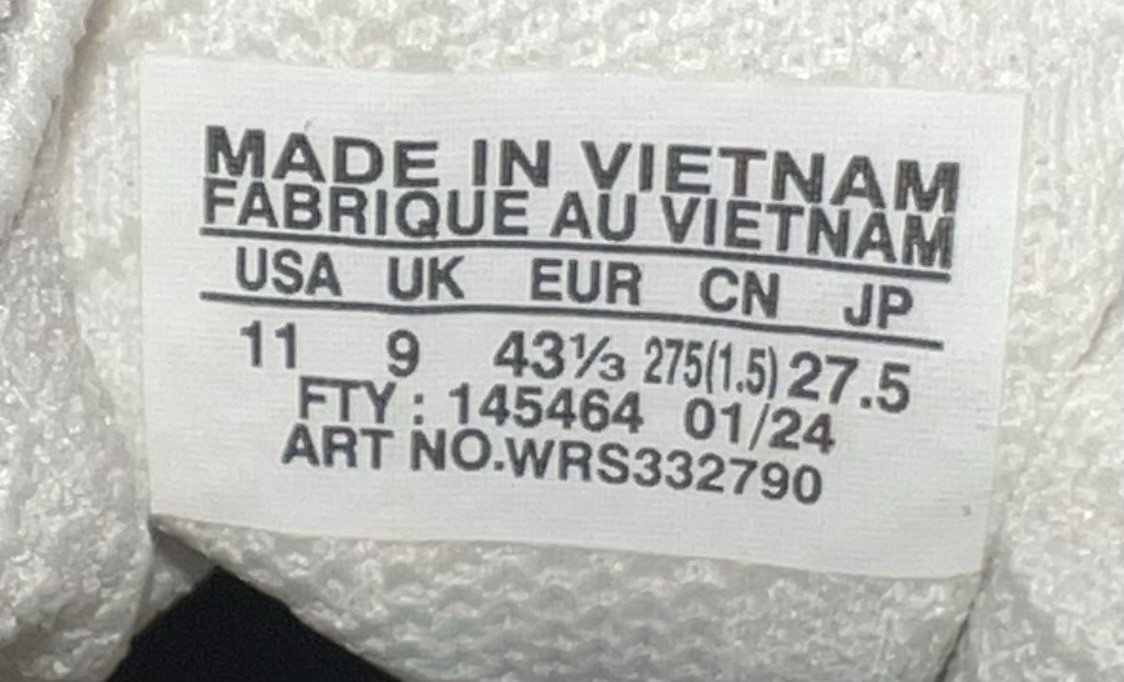 MADE IN VIETNAM
FABRIQUE AU VIETNAM
USA UK EUR CN JP
11 9 43⅓ 275(1.5) 27.5
FTY : 145464 01/24
ART NO.WRS332790